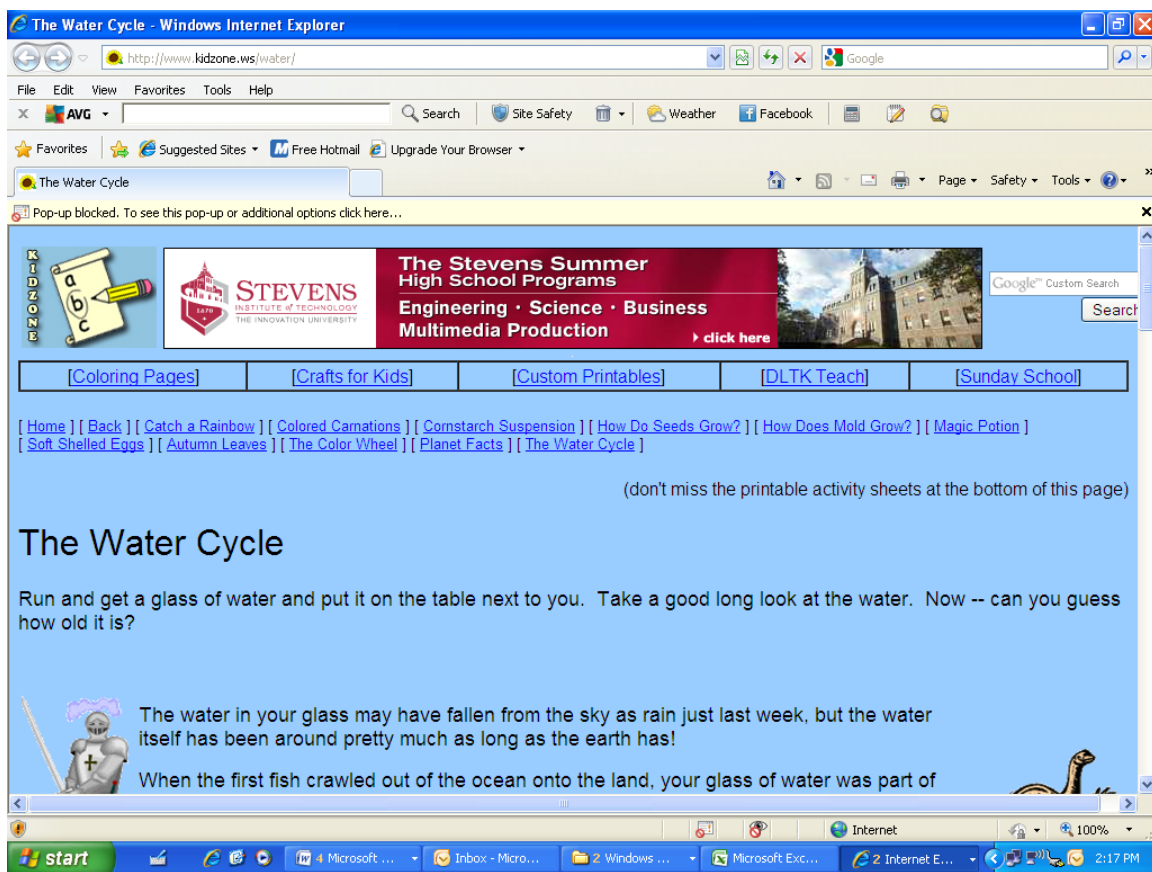 The Water Cycle - Windows Internet Explorer
http://www.kidzone.ws/water/
Google
File Edit View Favorites Tools Help
x AVG Search Site Safety Weather Facebook
Favorites Suggested Sites Free Hotmail Upgrade Your Browser
The Water Cycle Page Safety Tools
Pop-up blocked. To see this pop-up or additional options click here...
KIDZONE
a
b
c
1870
STEVENS
INSTITUTE of TECHNOLOGY
THE INNOVATION UNIVERSITY
The Stevens Summer
High School Programs
Engineering · Science · Business
Multimedia Production
click here
Google™ Custom Search
Search
[Coloring Pages] [Crafts for Kids] [Custom Printables] [DLTK Teach] [Sunday School]
[ Home ] [ Back ] [ Catch a Rainbow ] [ Colored Carnations ] [ Cornstarch Suspension ] [ How Do Seeds Grow? ] [ How Does Mold Grow? ] [ Magic Potion ]
[ Soft Shelled Eggs ] [ Autumn Leaves ] [ The Color Wheel ] [ Planet Facts ] [ The Water Cycle ]
(don't miss the printable activity sheets at the bottom of this page)
The Water Cycle
Run and get a glass of water and put it on the table next to you. Take a good long look at the water. Now -- can you guess
how old it is?
The water in your glass may have fallen from the sky as rain just last week, but the water
itself has been around pretty much as long as the earth has!
When the first fish crawled out of the ocean onto the land, your glass of water was part of
Internet 100%
start 4 Microsoft ... Inbox - Micro... 2 Windows ... Microsoft Exc... 2 Internet E... 2:17 PM